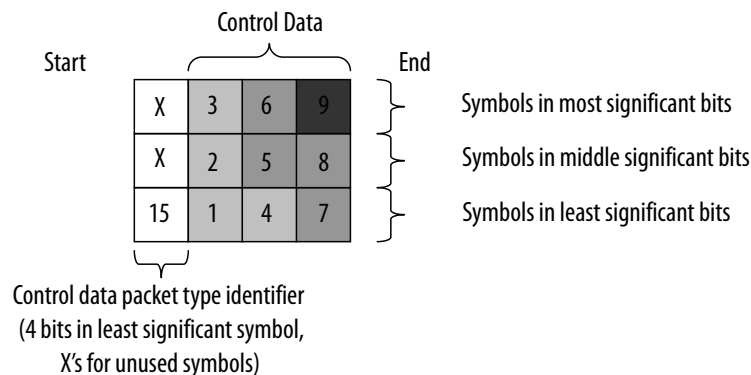 Control Data
Start
End
X 3 6 9
Symbols in most significant bits
X 2 5 8
Symbols in middle significant bits
15 1 4 7
Symbols in least significant bits
Control data packet type identifier
(4 bits in least significant symbol,
X's for unused symbols)